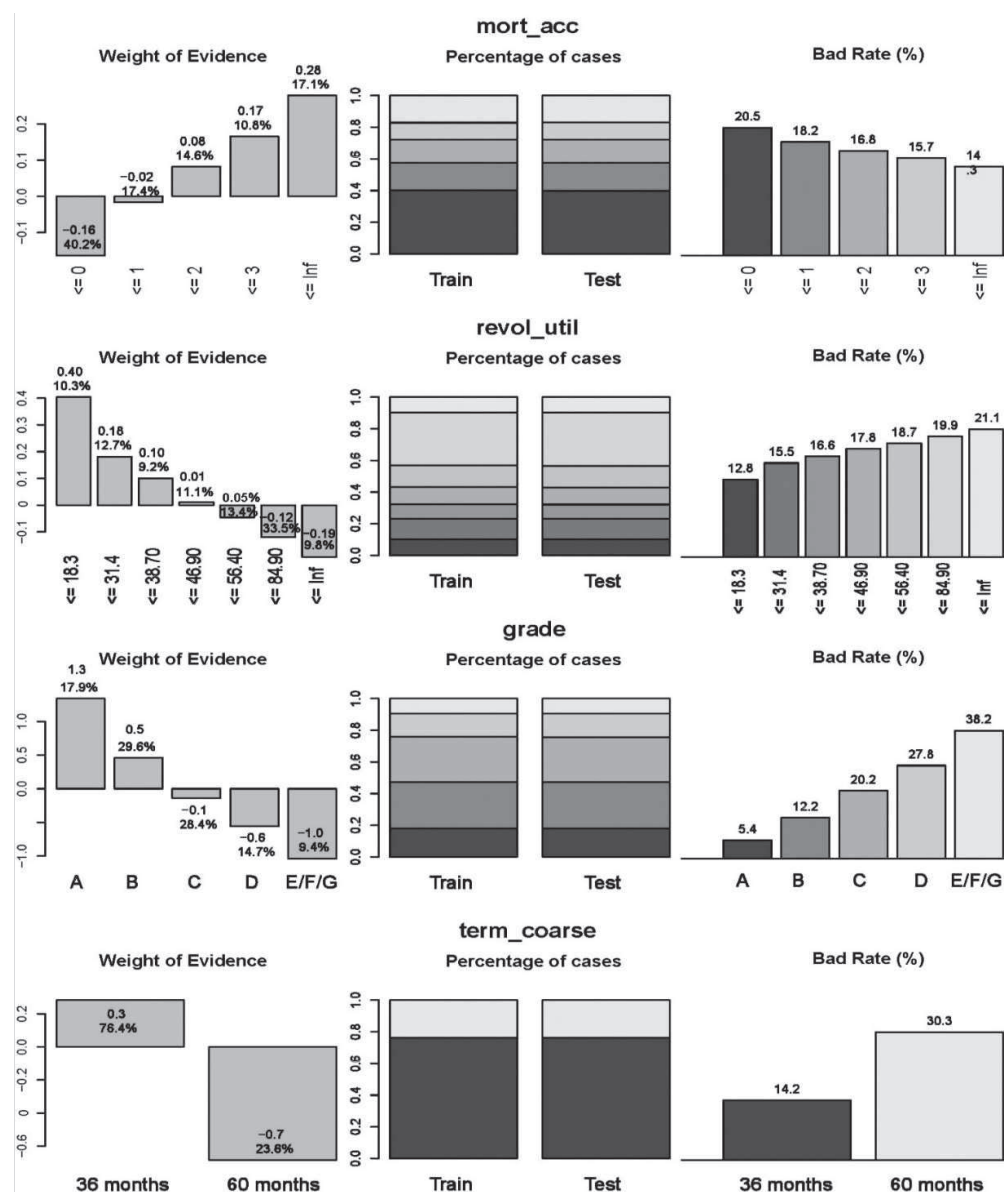 mort_acc
Weight of Evidence
Percentage of cases
Bad Rate (%)
0.28
17.1%
0.17
10.8%
0.08
14.6%
−0.02
17.4%
−0.16
40.2%
0.2
0.1
0.0
−0.1
<= 0
<= 1
<= 2
<= 3
<= Inf
1.0
0.8
0.6
0.4
0.2
0.0
Train
Test
20.5
18.2
16.8
15.7
14
.3
<= 0
<= 1
<= 2
<= 3
<= Inf
revol_util
Weight of Evidence
Percentage of cases
Bad Rate (%)
0.40
10.3%
0.18
12.7%
0.10
9.2%
0.01
11.1%
0.05%
13.4%
−0.12
33.5%
−0.19
9.8%
0.4
0.3
0.2
0.1
0
−0.1
<= 18.3
<= 31.4
<= 38.70
<= 46.90
<= 56.40
<= 84.90
<= Inf
1.0
0.8
0.6
0.4
0.2
0.0
Train
Test
12.8
15.5
16.6
17.8
18.7
19.9
21.1
<= 18.3
<= 31.4
<= 38.70
<= 46.90
<= 56.40
<= 84.90
<= Inf
grade
Weight of Evidence
Percentage of cases
Bad Rate (%)
1.3
17.9%
0.5
29.6%
−0.1
28.4%
−0.6
14.7%
−1.0
9.4%
1.0
0.5
0.0
−1.0
A
B
C
D
E/F/G
1.0
0.8
0.6
0.4
0.2
0.0
Train
Test
5.4
12.2
20.2
27.8
38.2
A
B
C
D
E/F/G
term_coarse
Weight of Evidence
Percentage of cases
Bad Rate (%)
0.3
76.4%
−0.7
23.6%
0.2
0.0
−0.2
0
−0.6
36 months
60 months
1.0
0.8
0.6
0.4
0.2
0.0
Train
Test
14.2
30.3
36 months
60 months